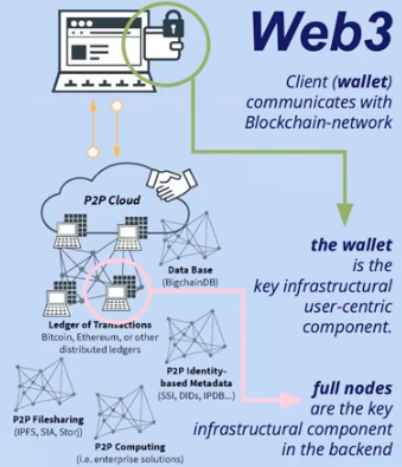 Web3
Client (wallet)
communicates with
Blockchain-network
P2P Cloud
Data Base
(BigchainDB)
the wallet
is the
key infrastructural
user-centric
component.
Ledger of Transactions
Bitcoin, Ethereum, or other
distributed ledgers
P2P Identity-
based Metadata
(SSI, DIDs, IPDB...)
full nodes
are the key
infrastructural component
in the backend
P2P Filesharing
(IPFS, SIA, Storj)
P2P Computing
(i.e. enterprise solutions)